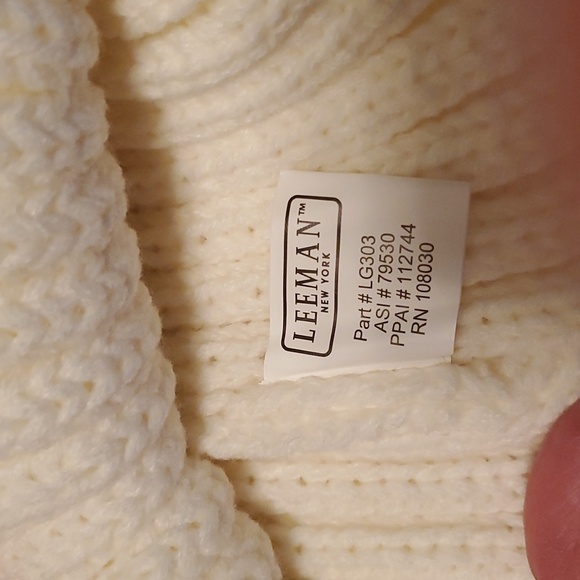 LEEMAN™
NEW YORK
Part # LG303
ASI # 79530
PPAI # 112744
RN 108030